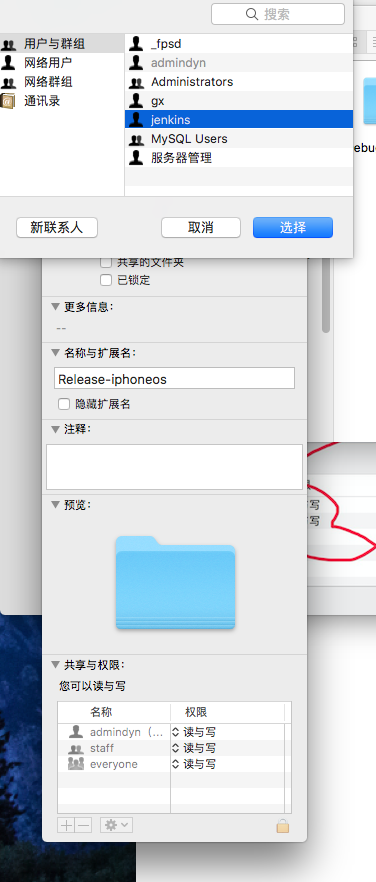 搜索
用户与群组
网络用户
网络群组
通讯录
_fpsd
admindyn
Administrators
gx
jenkins
MySQL Users
服务器管理
新联系人
取消
选择
共享的文件夹
已锁定
更多信息：
--
名称与扩展名：
Release-iphoneos
隐藏扩展名
注释：
预览：
共享与权限：
您可以读与写
名称 权限
admindyn（... 读与写
staff 读与写
everyone 读与写